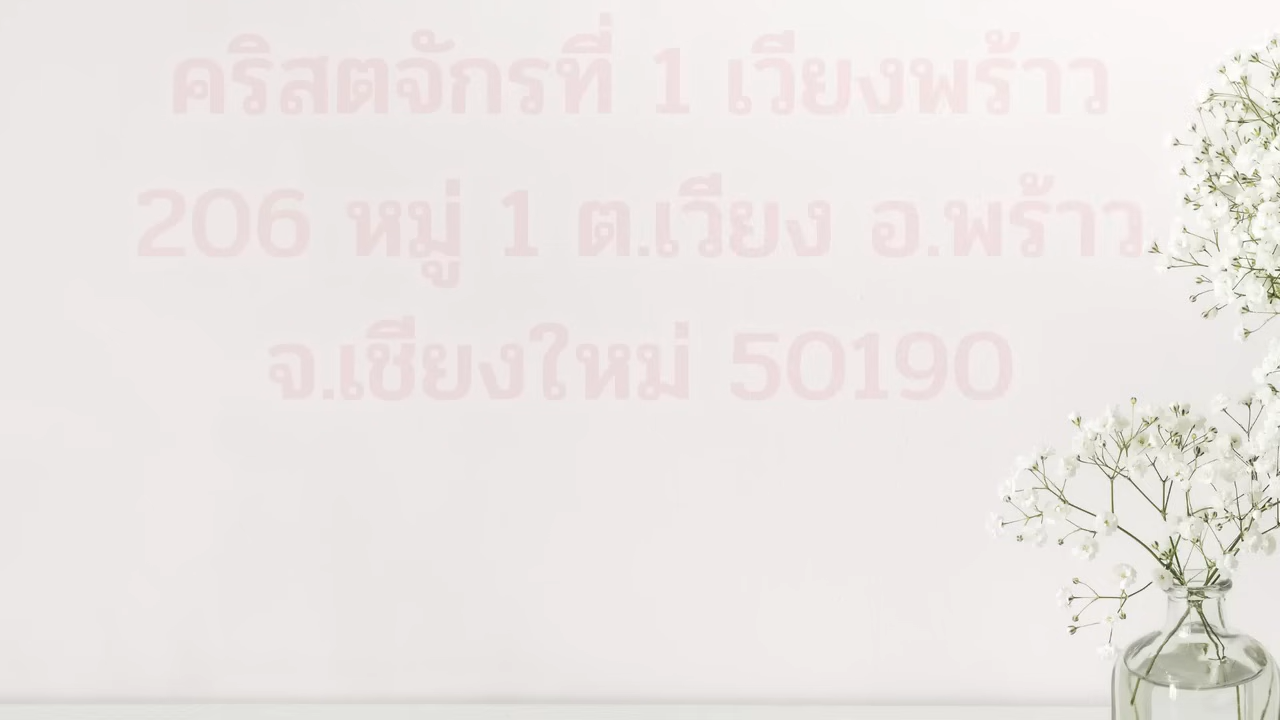 คริสตจักรที่ 1 เวียงพร้าว
206 หมู่ 1 ต.เวียง อ.พร้าว
จ.เชียงใหม่ 50190